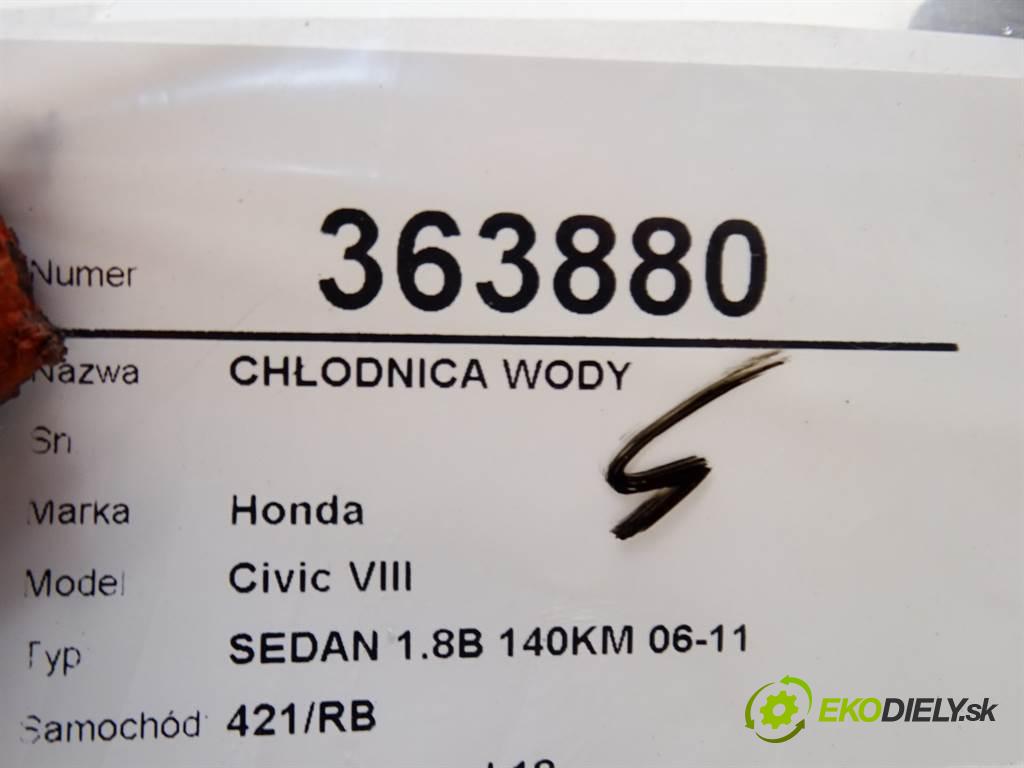 Numer 363880
Nazwa CHŁODNICA WODY
Sn
Marka Honda
Model Civic VIII
Typ SEDAN 1.8B 140KM 06-11
Samochód 421/RB
EKODIELY.sk